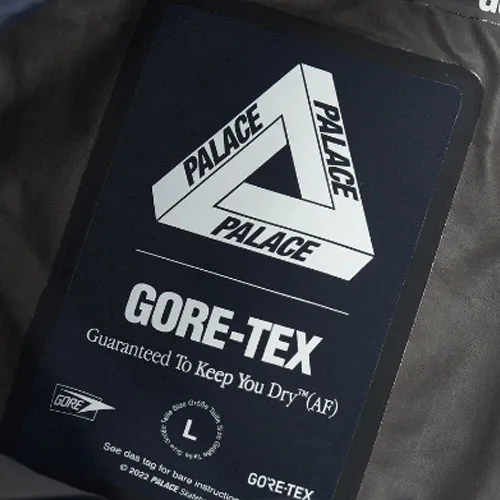 PALACE
PALACE
PALACE
GORE-TEX
Guaranteed To Keep You Dry™(AF)
GORE
L
See das tag for bare instruction
© 2022 PALACE
GORE-TEX